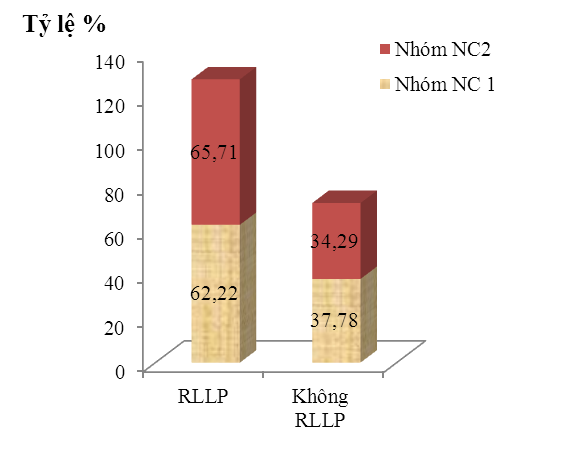 Tỷ lệ %
Nhóm NC2
Nhóm NC 1
140
120
100
80
60
40
20
0
65,71
62,22
34,29
37,78
RLLP
Không
RLLP